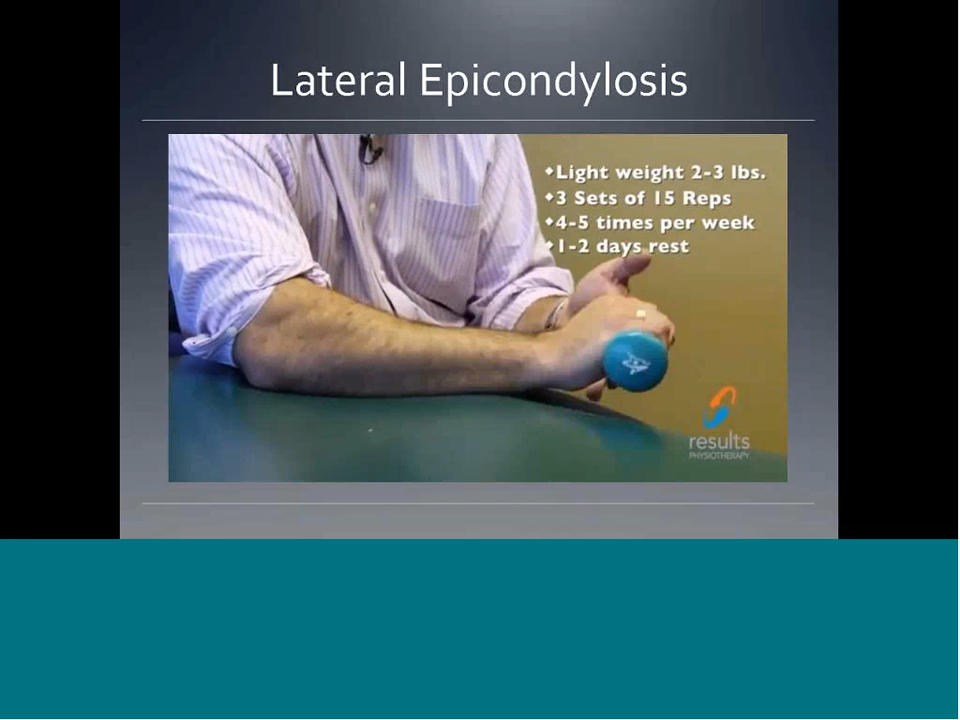 Lateral Epicondylosis
Light weight 2-3 lbs.
3 Sets of 15 Reps
4-5 times per week
1-2 days rest
results
PHYSIOTHERAPY